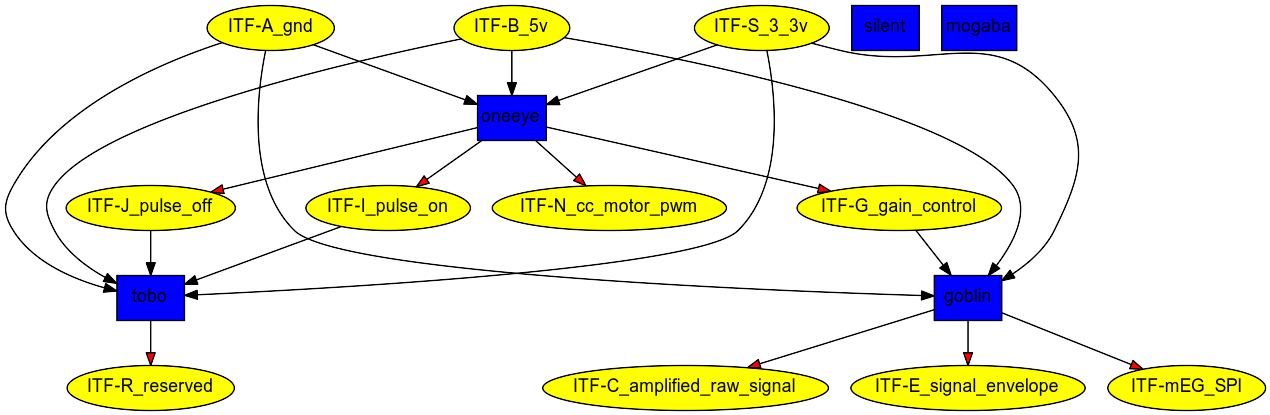 ITF-A_gnd
ITF-B_5v
ITF-S_3_3v
silent
mogaba
oneeye
ITF-J_pulse_off
ITF-I_pulse_on
ITF-N_cc_motor_pwm
ITF-G_gain_control
tobo
goblin
ITF-R_reserved
ITF-C_amplified_raw_signal
ITF-E_signal_envelope
ITF-mEG_SPI